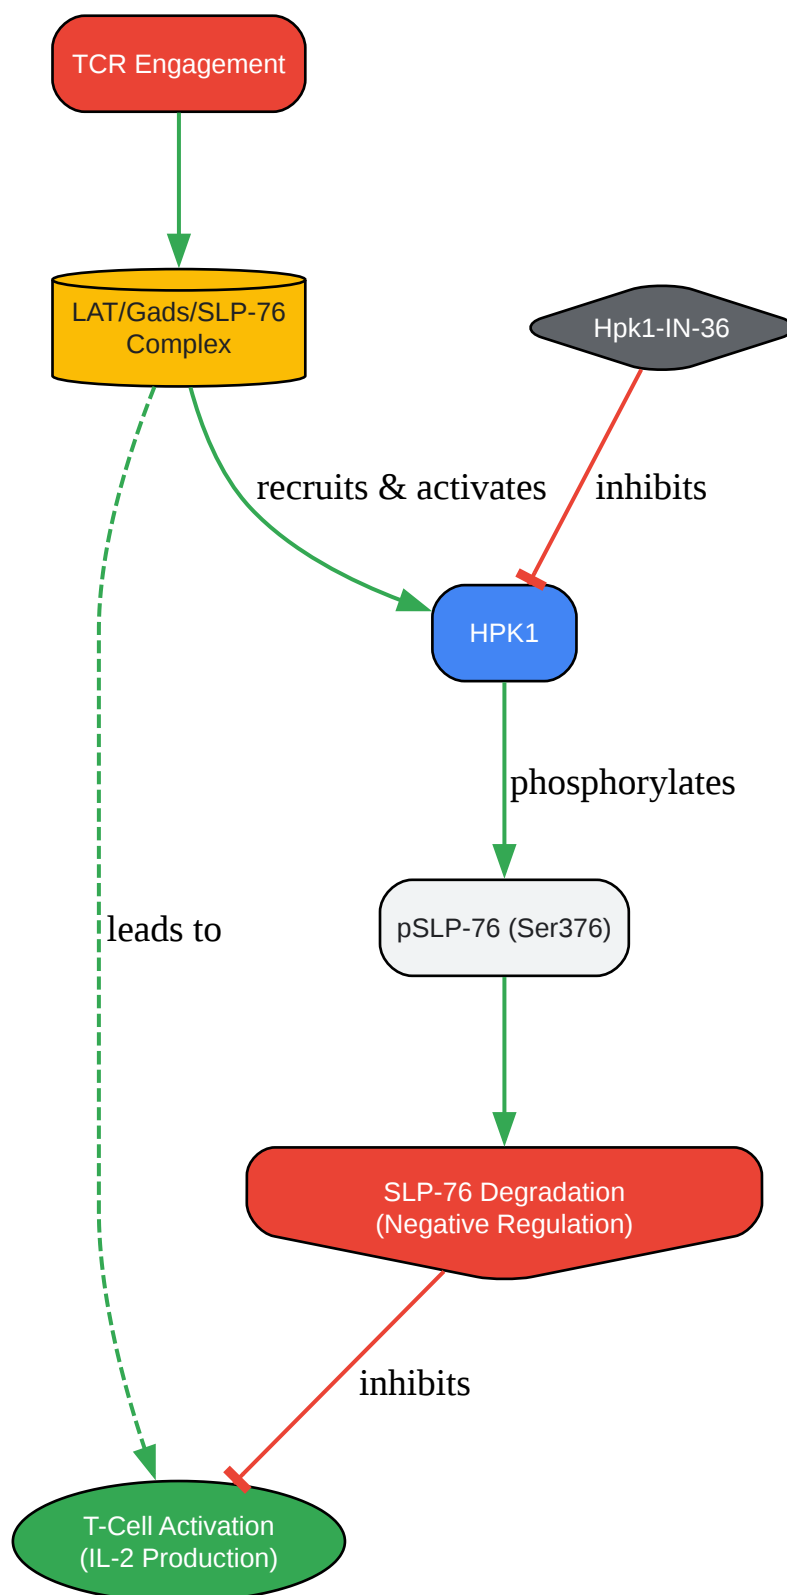 TCR Engagement
LAT/Gads/SLP-76
Complex
Hpk1-IN-36
recruits & activates
inhibits
HPK1
phosphorylates
pSLP-76 (Ser376)
leads to
SLP-76 Degradation
(Negative Regulation)
inhibits
T-Cell Activation
(IL-2 Production)